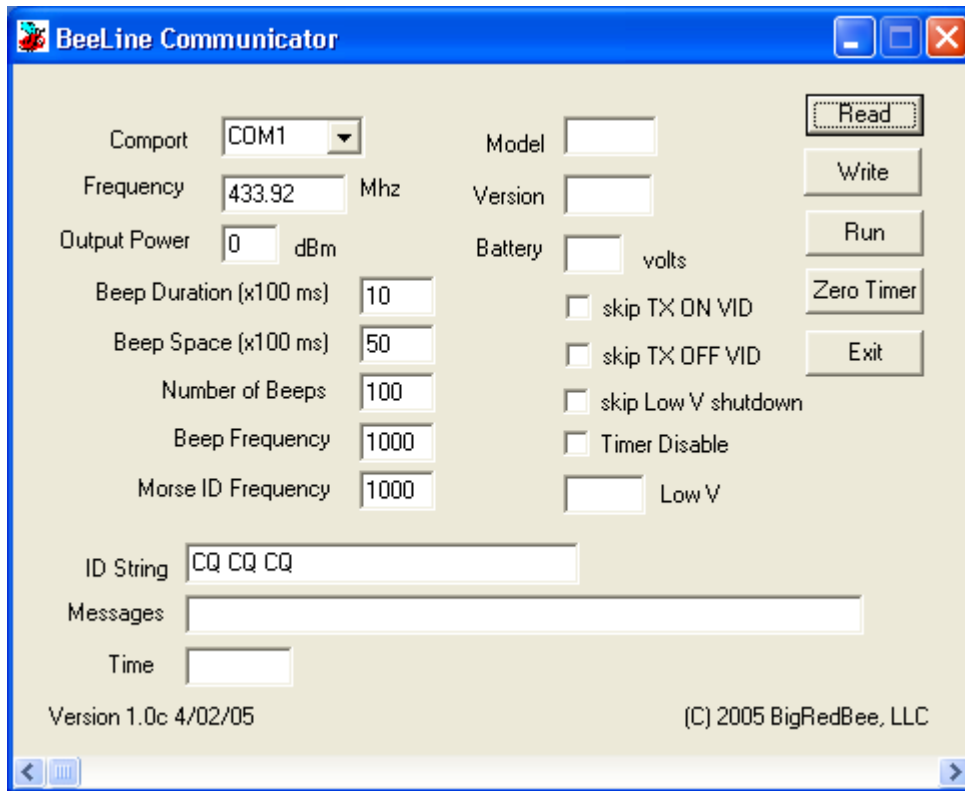 BeeLine Communicator
Comport COM1 Model Read
Frequency 433.92 Mhz Version Write
Output Power 0 dBm Battery volts Run
Beep Duration (x100 ms) 10 skip TX ON VID Zero Timer
Beep Space (x100 ms) 50 skip TX OFF VID Exit
Number of Beeps 100 skip Low V shutdown
Beep Frequency 1000 Timer Disable
Morse ID Frequency 1000 Low V
ID String CQ CQ CQ
Messages
Time
Version 1.0c 4/02/05 (C) 2005 BigRedBee, LLC